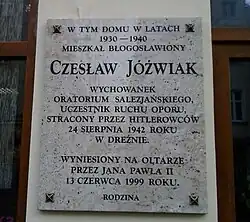 W TYM DOMU W LATACH
1930 – 1940
MIESZKAŁ BŁOGOSŁAWIONY
CZESŁAW JÓŹWIAK
WYCHOWANEK
ORATORIUM SALEZJAŃSKIEGO,
UCZESTNIK RUCHU OPORU,
STRACONY PRZEZ HITLEROWCÓW
24 SIERPNIA 1942 ROKU
W DREŹNIE.
WYNIESIONY NA OŁTARZE
PRZEZ JANA PAWŁA II
13 CZERWCA 1999 ROKU.
RODZINA